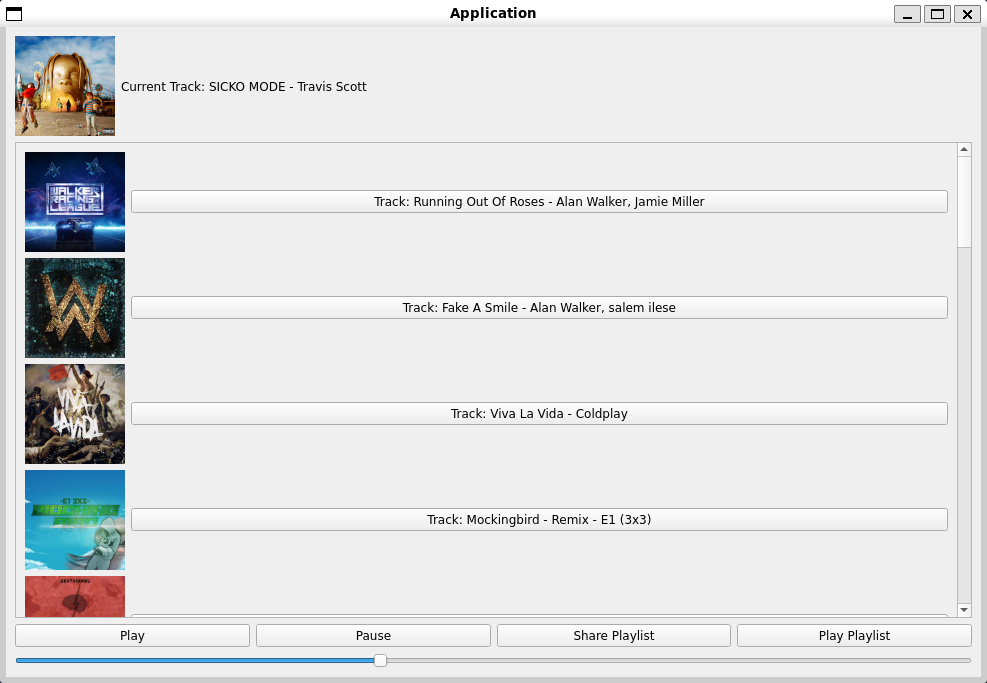 Application
Current Track: SICKO MODE - Travis Scott
WALKER
RACING
LEAGUE
Track: Running Out Of Roses - Alan Walker, Jamie Miller
Track: Fake A Smile - Alan Walker, salem ilese
VIVA
LA VIDA
Track: Viva La Vida - Coldplay
Track: Mockingbird - Remix - E1 (3x3)
Play
Pause
Share Playlist
Play Playlist